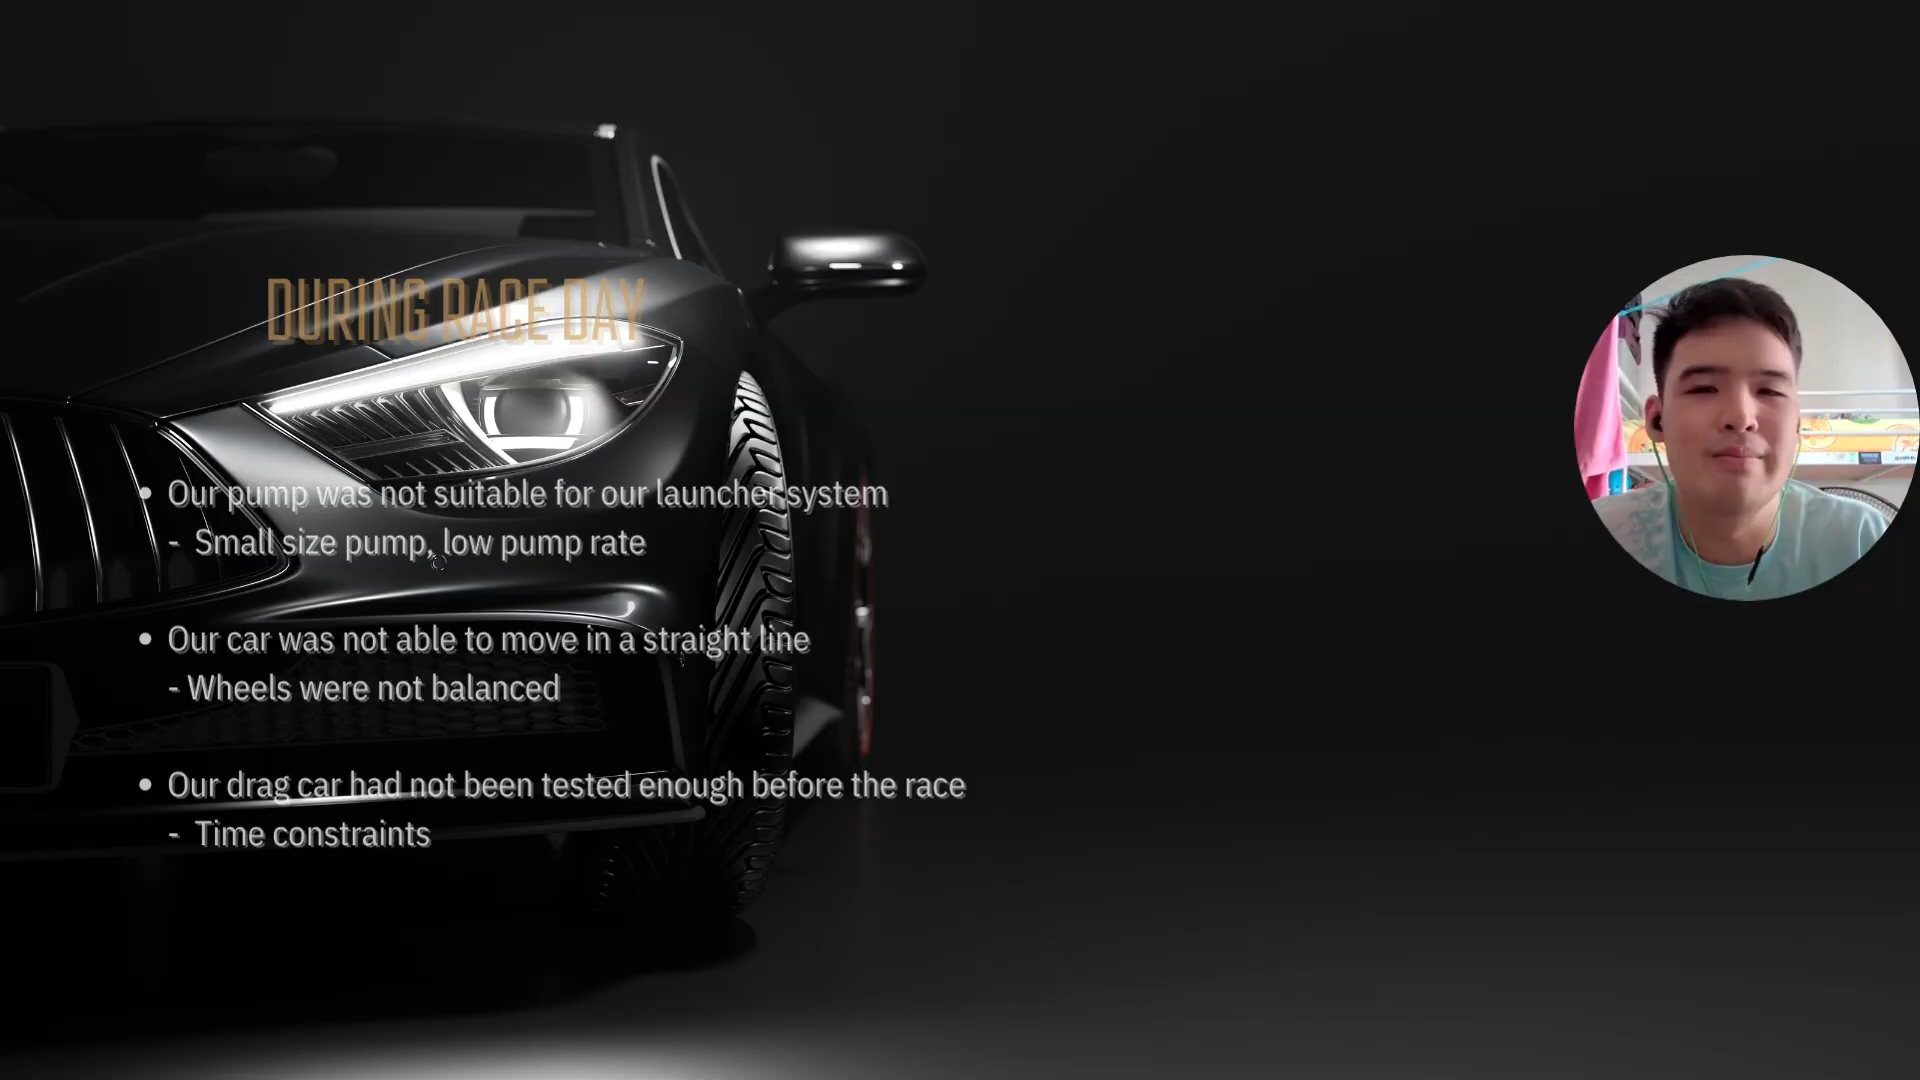 DURING RACE DAY
• Our pump was not suitable for our launcher system
- Small size pump, low pump rate
• Our car was not able to move in a straight line
- Wheels were not balanced
• Our drag car had not been tested enough before the race
- Time constraints